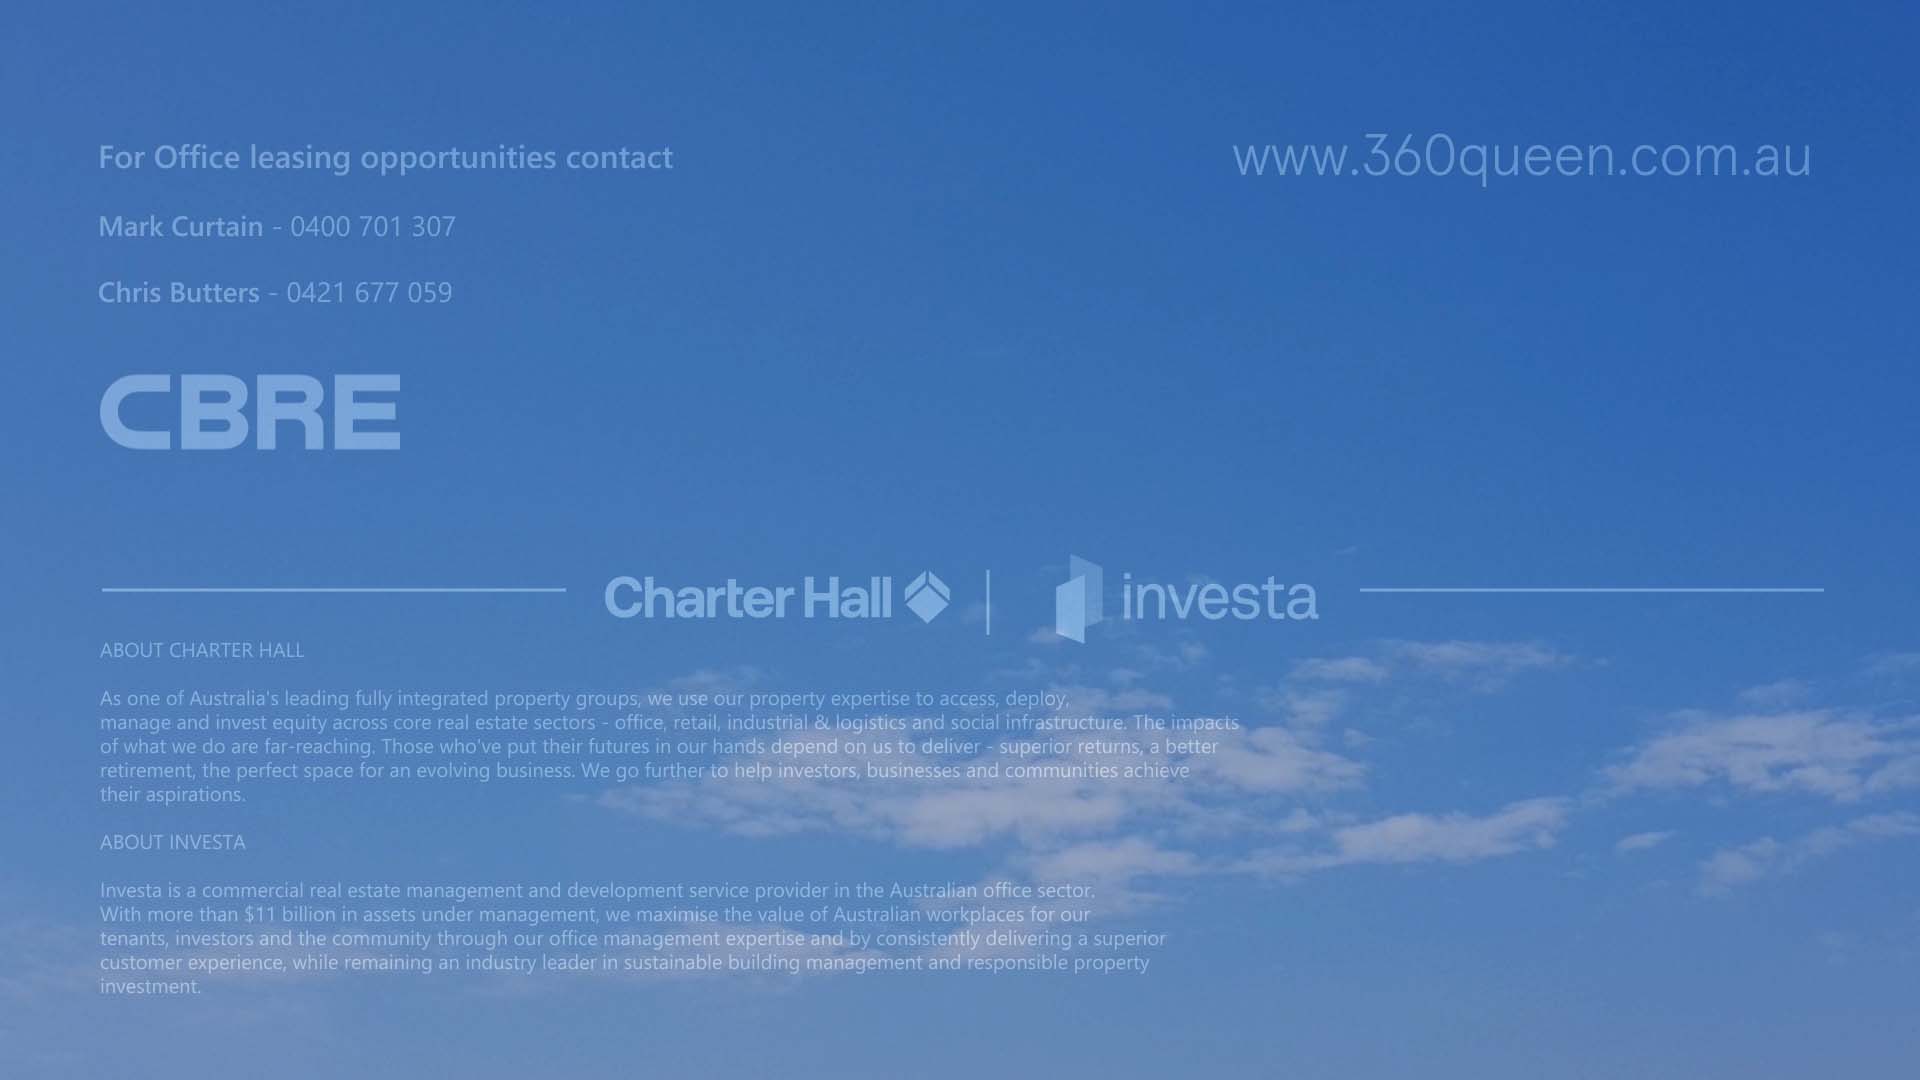 For Office leasing opportunities contact
www.360queen.com.au
Mark Curtain - 0400 701 307
Chris Butters - 0421 677 059
CBRE
Charter Hall
investa
ABOUT CHARTER HALL
As one of Australia's leading fully integrated property groups, we use our property expertise to access, deploy,
manage and invest equity across core real estate sectors - office, retail, industrial & logistics and social infrastructure. The impacts
of what we do are far-reaching. Those who've put their futures in our hands depend on us to deliver - superior returns, a better
retirement, the perfect space for an evolving business. We go further to help investors, businesses and communities achieve
their aspirations.
ABOUT INVESTA
Investa is a commercial real estate management and development service provider in the Australian office sector.
With more than $11 billion in assets under management, we maximise the value of Australian workplaces for our
tenants, investors and the community through our office management expertise and by consistently delivering a superior
customer experience, while remaining an industry leader in sustainable building management and responsible property
investment.